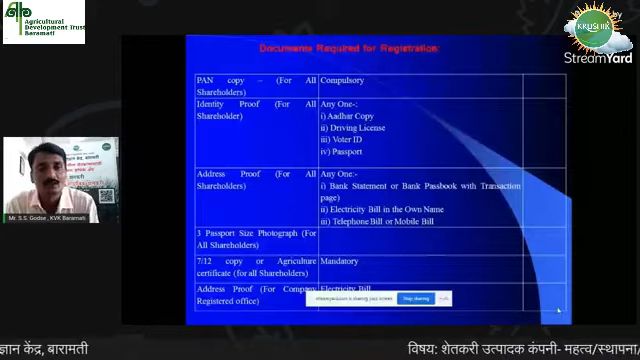 Agricultural
Development Trust
Baramati
by
KRUSHIK
StreamYard
Documents Required for Registration:
PAN copy – (For All Shareholders)
Compulsory
Identity Proof (For All Shareholder)
Any One-:
i) Aadhar Copy
ii) Driving License
iii) Voter ID
iv) Passport
Address Proof (For All Shareholders)
Any One:-
i) Bank Statement or Bank Passbook with Transaction page)
ii) Electricity Bill in the Own Name
iii) Telephone Bill or Mobile Bill
3 Passport Size Photograph (For All Shareholders)
7/12 copy or Agriculture certificate (for all Shareholders)
Mandatory
Address Proof (For Company Registered office)
Electricity Bill
Stop sharing
Mr. S.S. Godse , KVK Baramati
ज्ञान केंद्र, बारामती
विषय: शेतकरी उत्पादक कंपनी- महत्व/स्थापना/